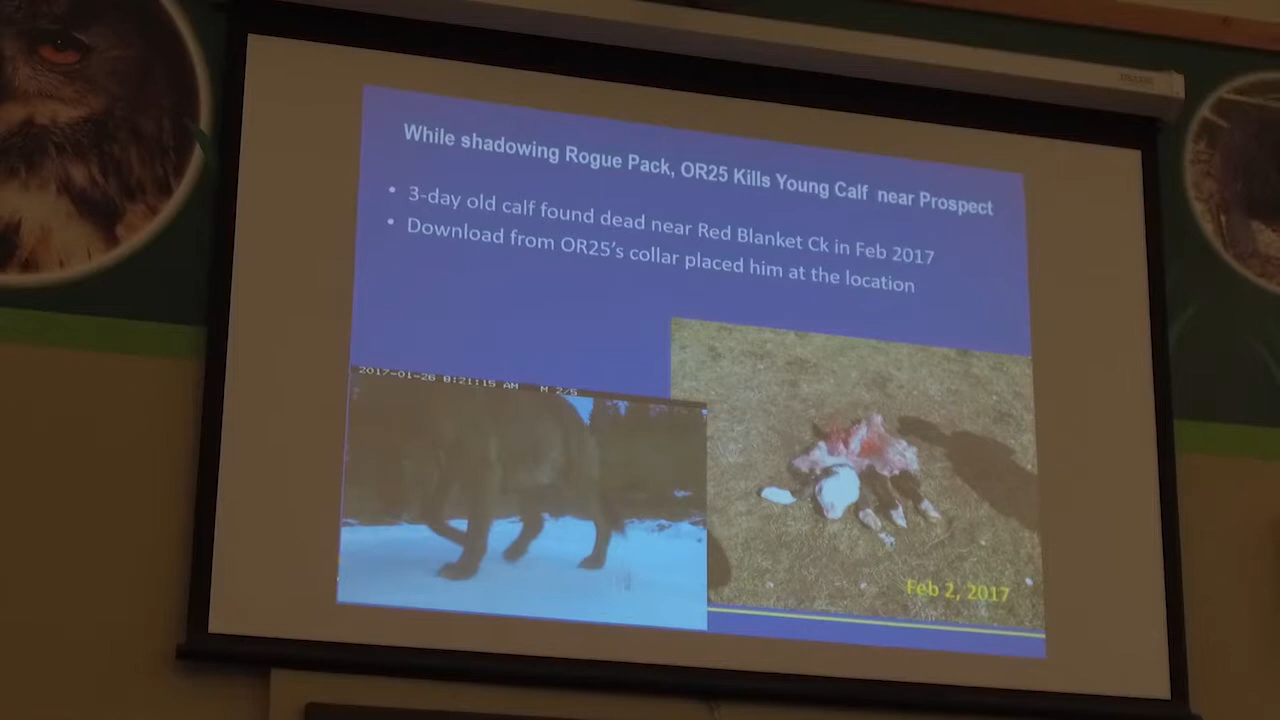 While shadowing Rogue Pack, OR25 Kills Young Calf near Prospect
• 3-day old calf found dead near Red Blanket Ck in Feb 2017
• Download from OR25's collar placed him at the location
2017-01-26 8:21:15 AM M 2/5
Feb 2, 2017